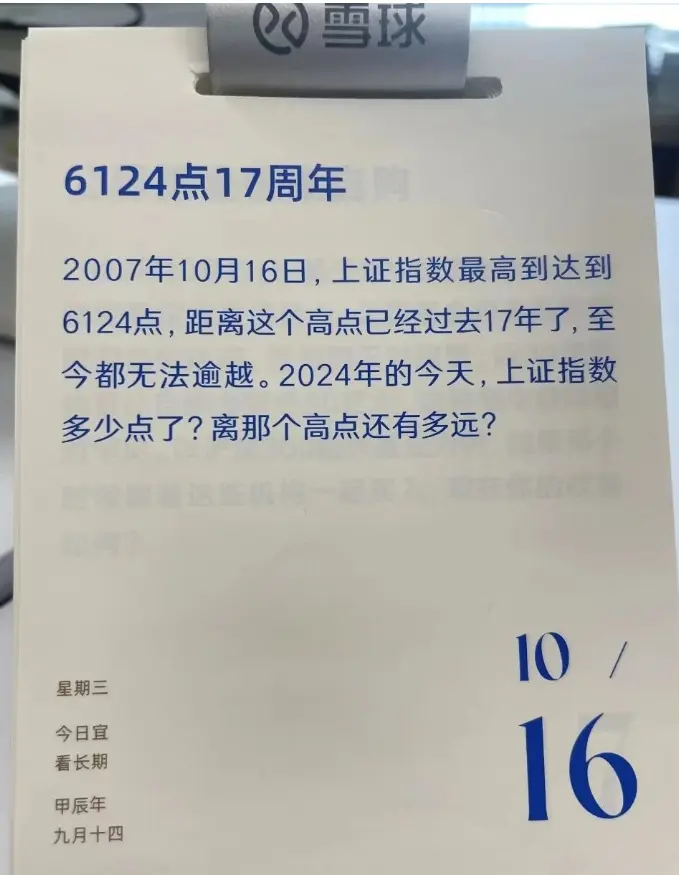 雪球
6124点17周年
2007年10月16日，上证指数最高到达到
6124点，距离这个高点已经过去17年了，至
今都无法逾越。2024年的今天，上证指数
多少点了？离那个高点还有多远？
10 /
16
星期三
今日宜
看长期
甲辰年
九月十四